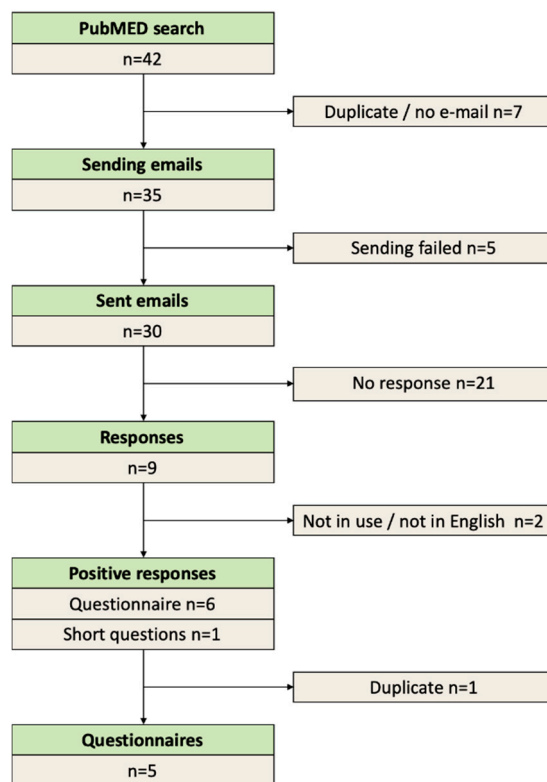 PubMED search
n=42
Duplicate / no e-mail n=7
Sending emails
n=35
Sending failed n=5
Sent emails
n=30
No response n=21
Responses
n=9
Not in use / not in English n=2
Positive responses
Questionnaire n=6
Short questions n=1
Duplicate n=1
Questionnaires
n=5